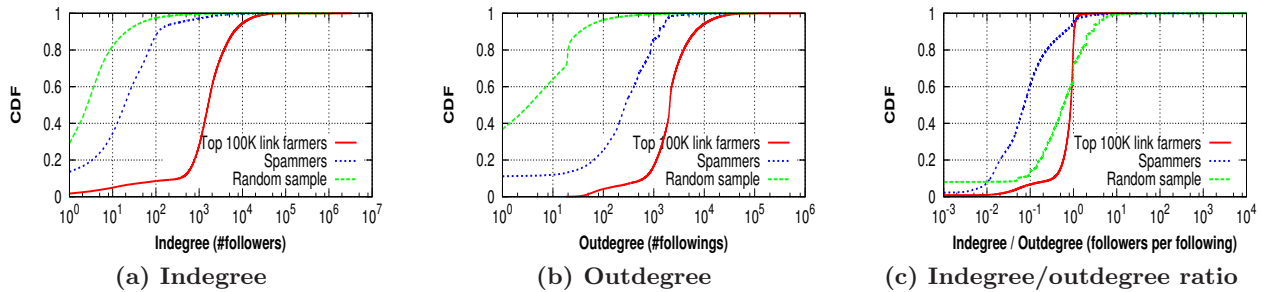 CDF
1
0.8
0.6
0.4
0.2
0
Top 100K link farmers
Spammers
Random sample
10^0 10^1 10^2 10^3 10^4 10^5 10^6 10^7
Indegree (#followers)
(a) Indegree
CDF
1
0.8
0.6
0.4
0.2
0
Top 100K link farmers
Spammers
Random sample
10^0 10^1 10^2 10^3 10^4 10^5 10^6
Outdegree (#followings)
(b) Outdegree
CDF
1
0.8
0.6
0.4
0.2
0
Top 100K link farmers
Spammers
Random sample
10^-3 10^-2 10^-1 10^0 10^1 10^2 10^3 10^4
Indegree / Outdegree (followers per following)
(c) Indegree/outdegree ratio